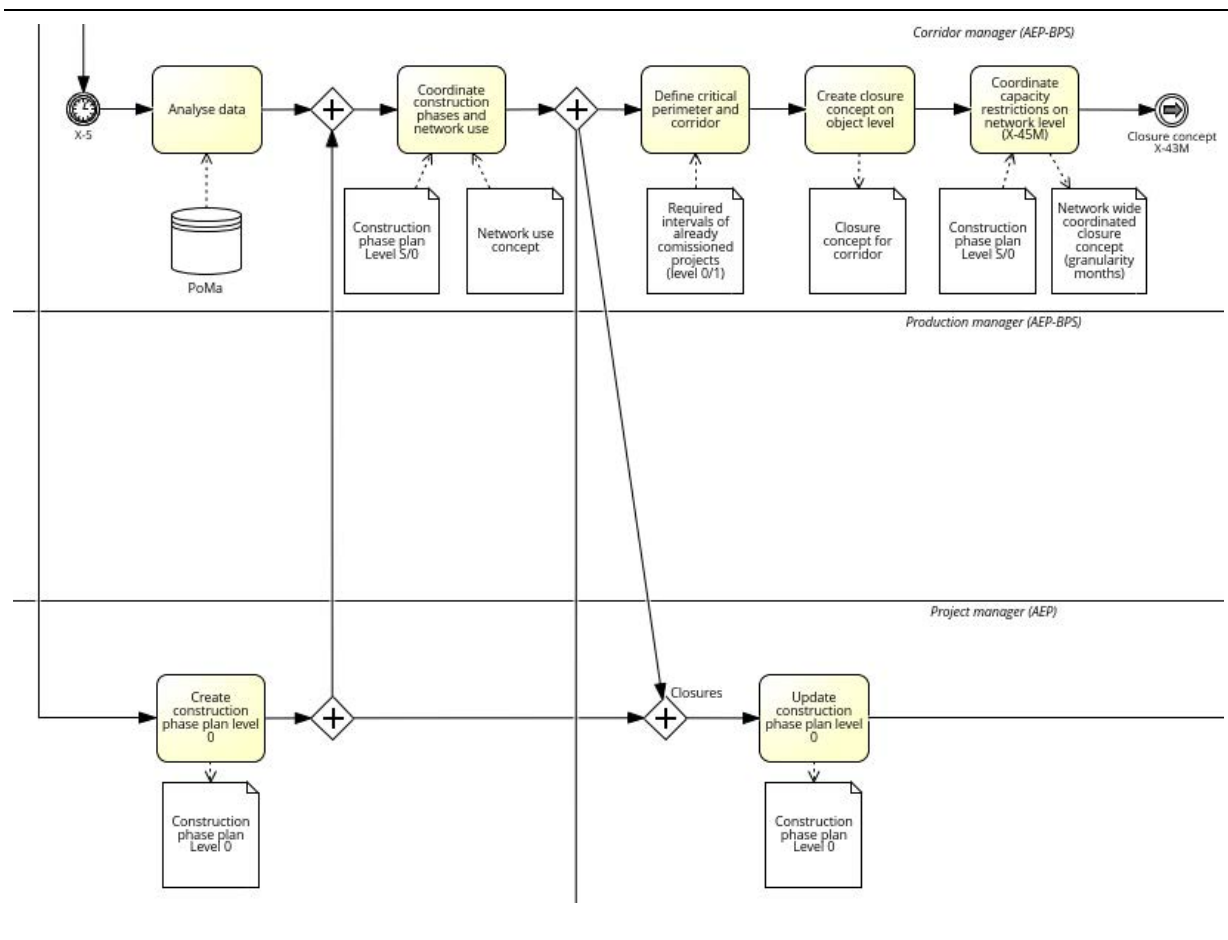 Corridor manager (AEP-BPS)
X-5
Analyse data
PoMa
Coordinate
construction
phases and
network use
Construction
phase plan
Level S/0
Network use
concept
Define critical
perimeter and
corridor
Required
intervals of
already
comissioned
projects
(level 0/1)
Create closure
concept on
object level
Closure
concept for
corridor
Coordinate
capacity
restrictions on
network level
(X-45M)
Construction
phase plan
Level S/0
Network wide
coordinated
closure
concept
(granularity
months)
Closure concept
X-43M
Production manager (AEP-BPS)
Project manager (AEP)
Create
construction
phase plan level
0
Construction
phase plan
Level 0
Closures
Update
construction
phase plan level
0
Construction
phase plan
Level 0